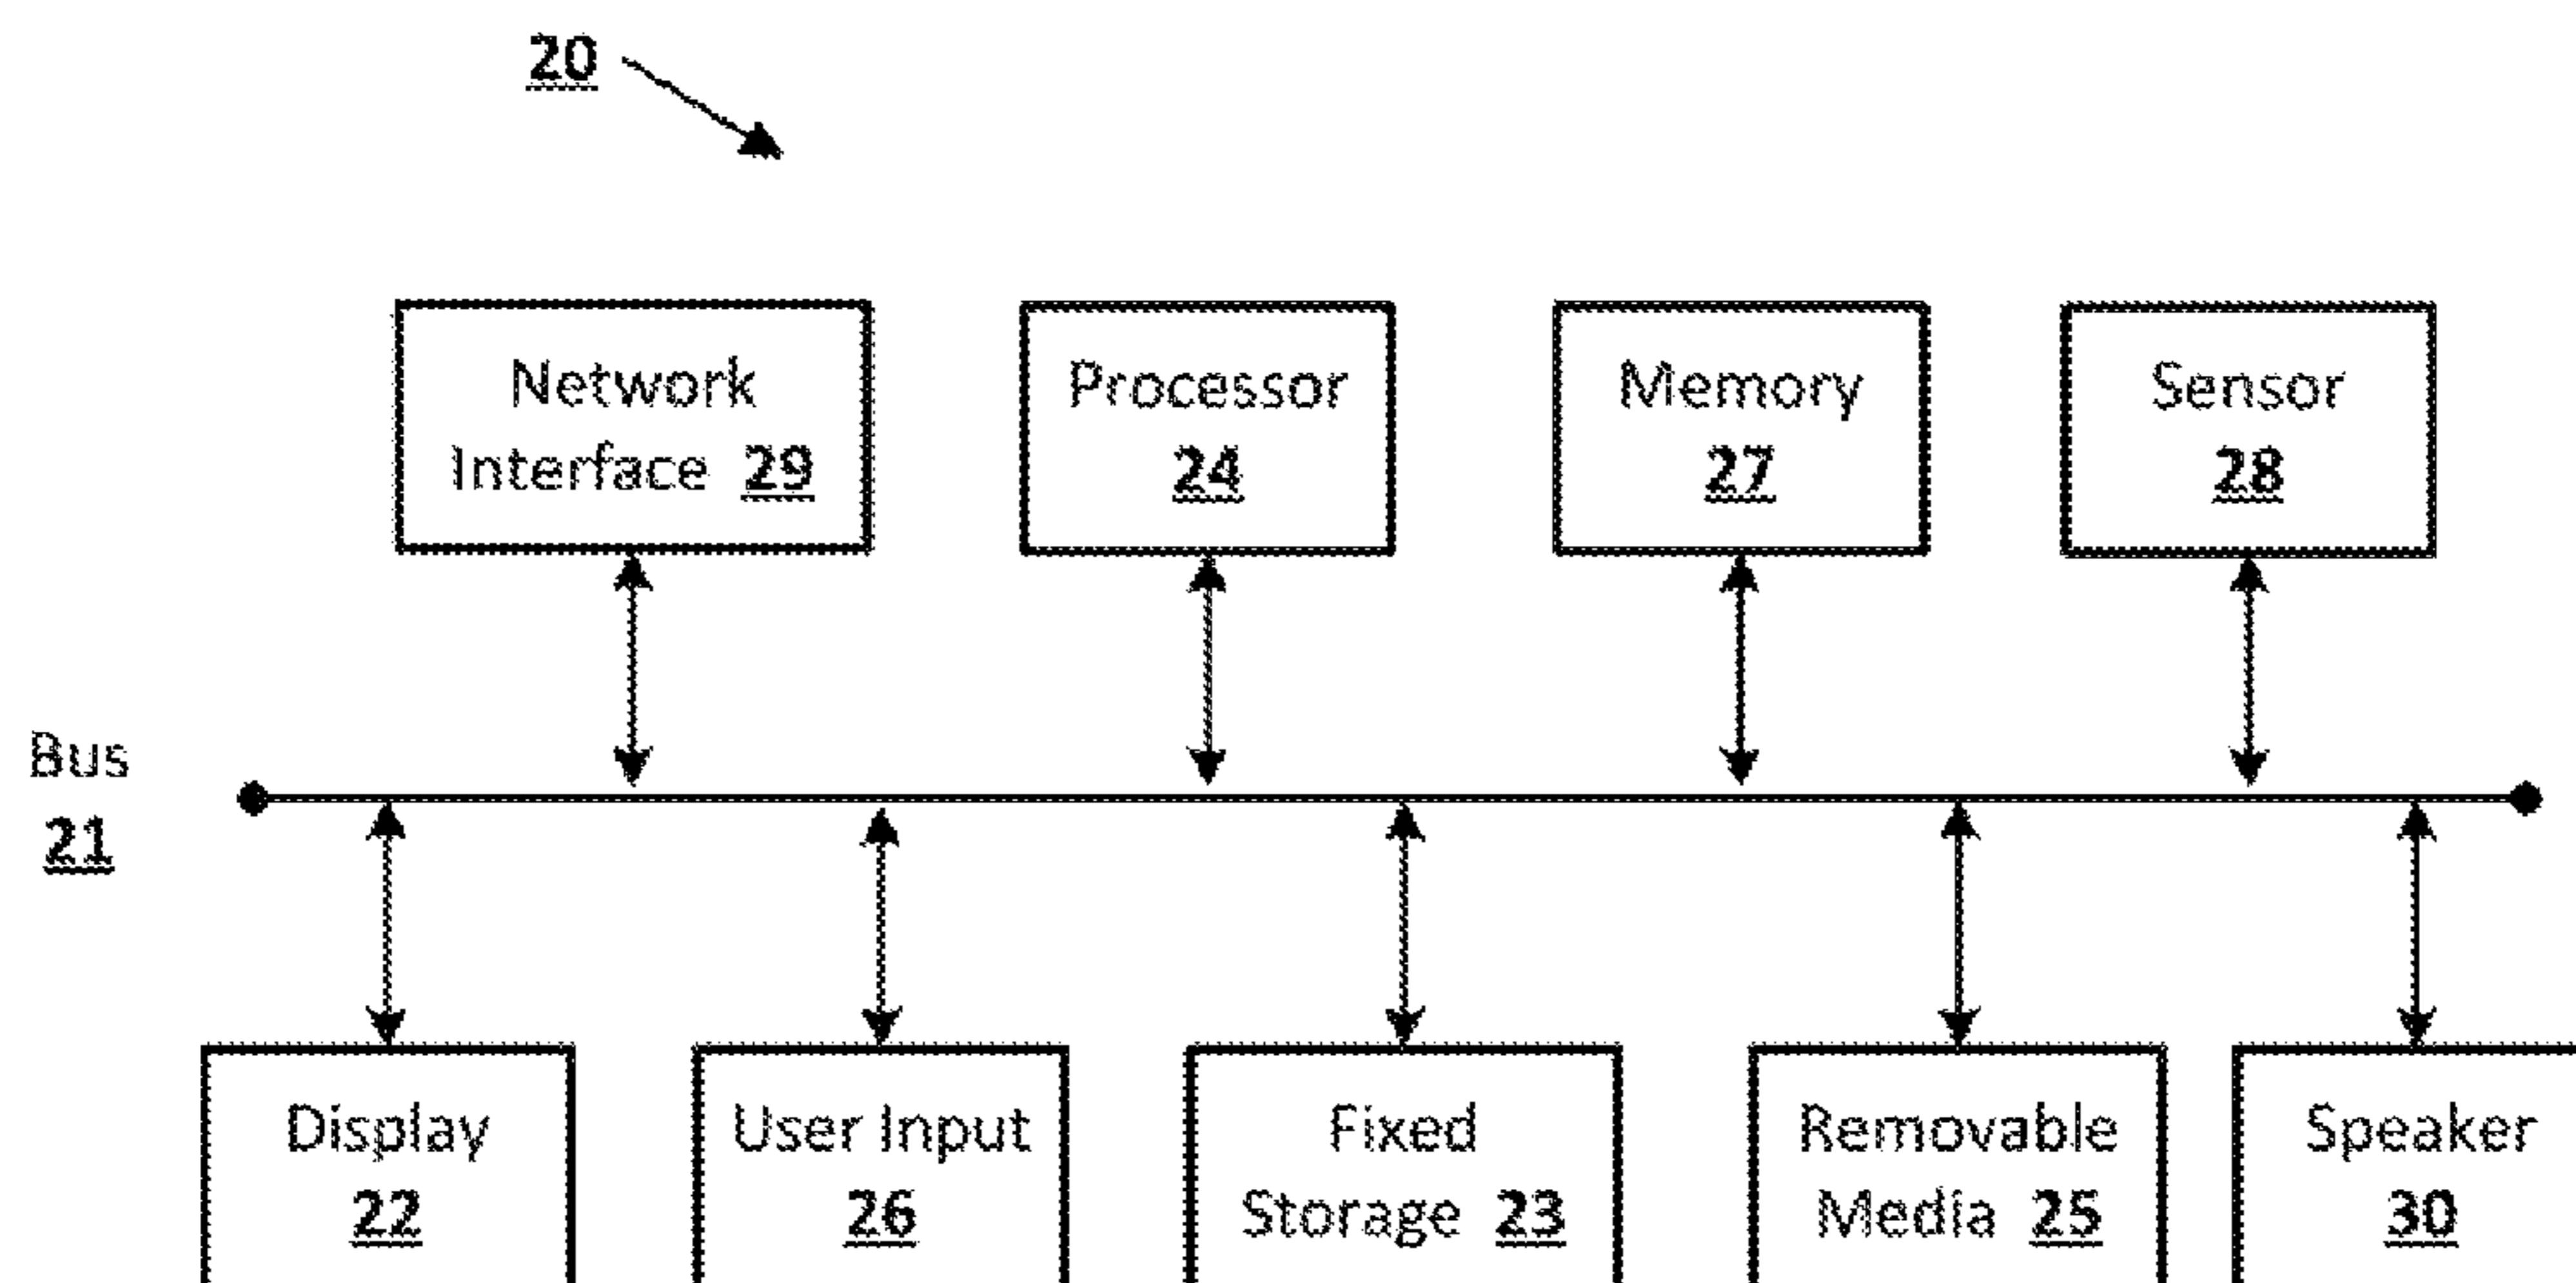 20
Network
Interface 29
Processor
24
Memory
27
Sensor
28
Bus
21
Display
22
User Input
26
Fixed
Storage 23
Removable
Media 25
Speaker
30